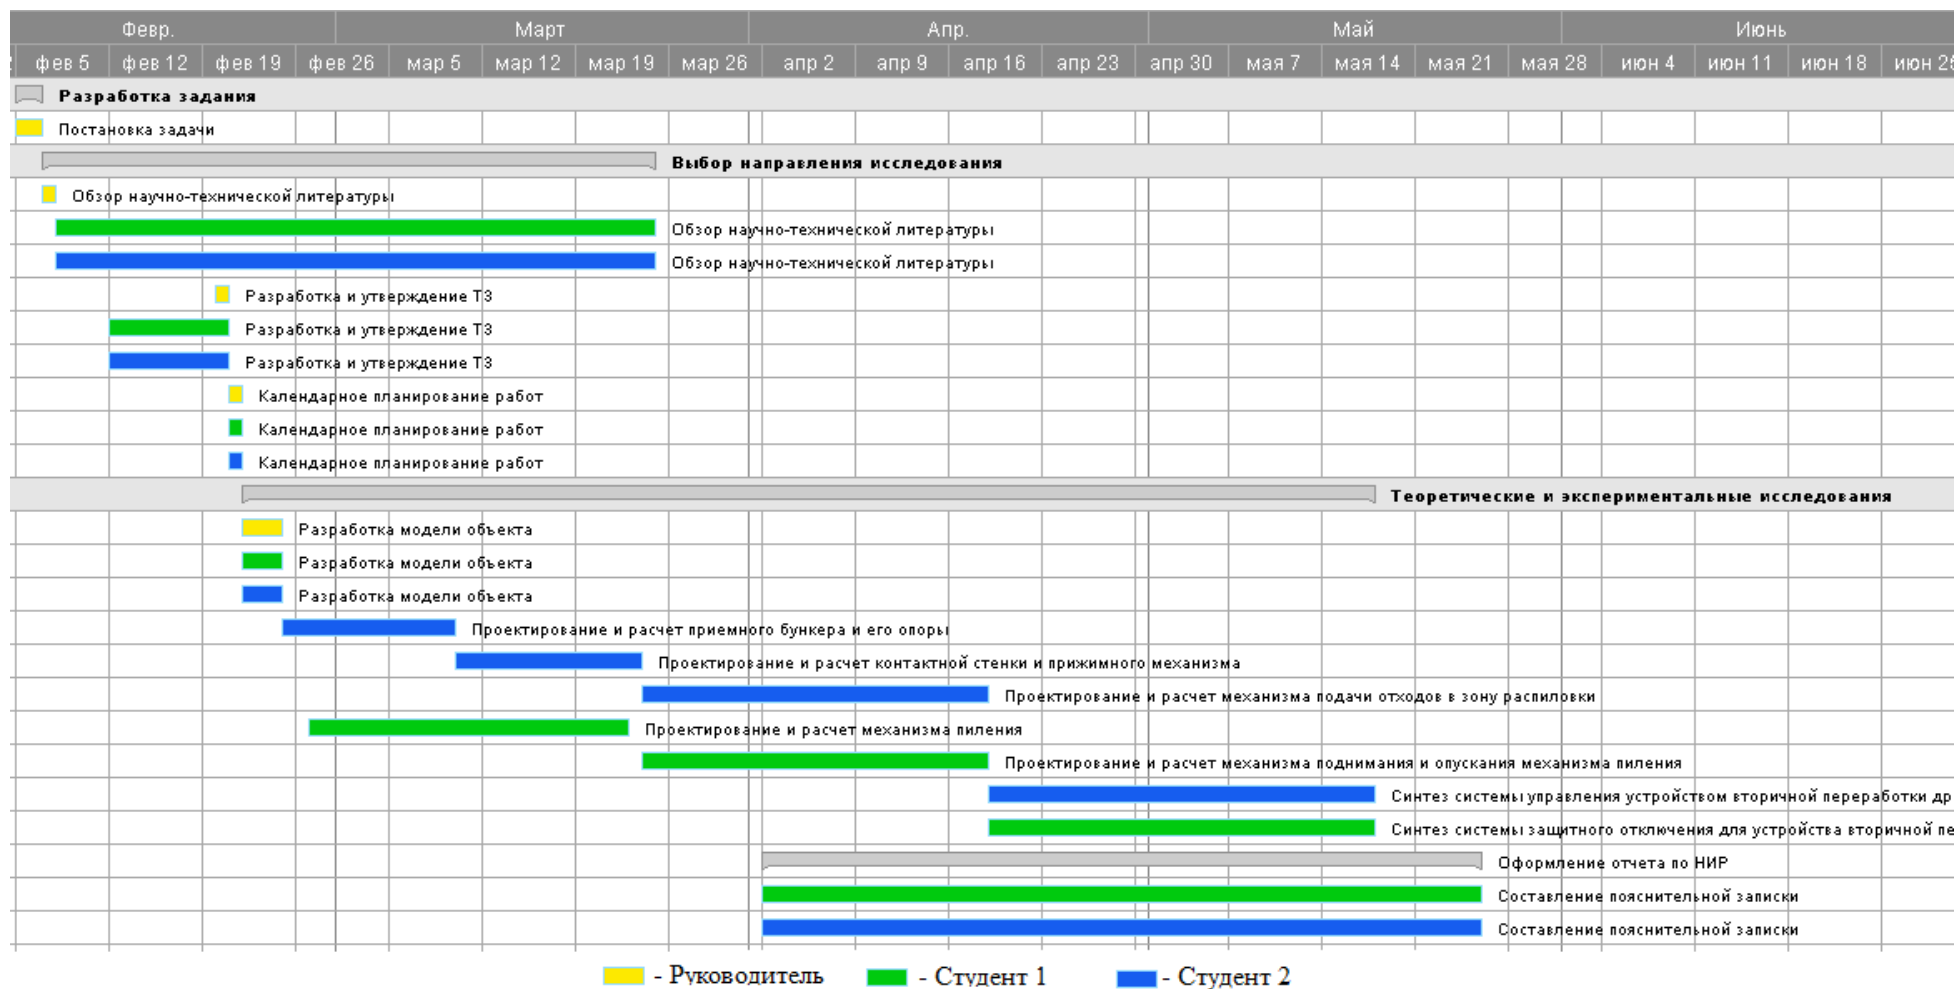 Февр. Март Апр. Май Июнь
фев 5 фев 12 фев 19 фев 26 мар 5 мар 12 мар 19 мар 26 апр 2 апр 9 апр 16 апр 23 апр 30 мая 7 мая 14 мая 21 мая 28 июн 4 июн 11 июн 18 июн 25
Разработка задания
Постановка задачи
Выбор направления исследования
Обзор научно-технической литературы
Обзор научно-технической литературы
Обзор научно-технической литературы
Разработка и утверждение ТЗ
Разработка и утверждение ТЗ
Разработка и утверждение ТЗ
Календарное планирование работ
Календарное планирование работ
Календарное планирование работ
Теоретические и экспериментальные исследования
Разработка модели объекта
Разработка модели объекта
Разработка модели объекта
Проектирование и расчет приемного бункера и его опоры
Проектирование и расчет контактной стенки и прижимного механизма
Проектирование и расчет механизма подачи отходов в зону распиловки
Проектирование и расчет механизма пиления
Проектирование и расчет механизма поднимания и опускания механизма пиления
Синтез системы управления устройством вторичной переработки др
Синтез системы защитного отключения для устройства вторичной пе
Оформление отчета по НИР
Составление пояснительной записки
Составление пояснительной записки
- Руководитель - Студент 1 - Студент 2